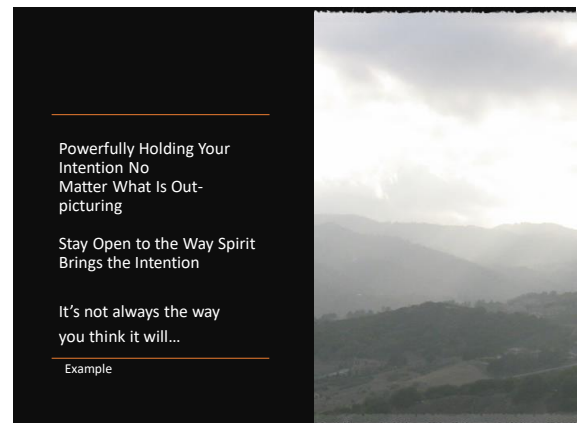 Powerfully Holding Your
Intention No
Matter What Is Out-
picturing
Stay Open to the Way Spirit
Brings the Intention
It’s not always the way
you think it will…
Example